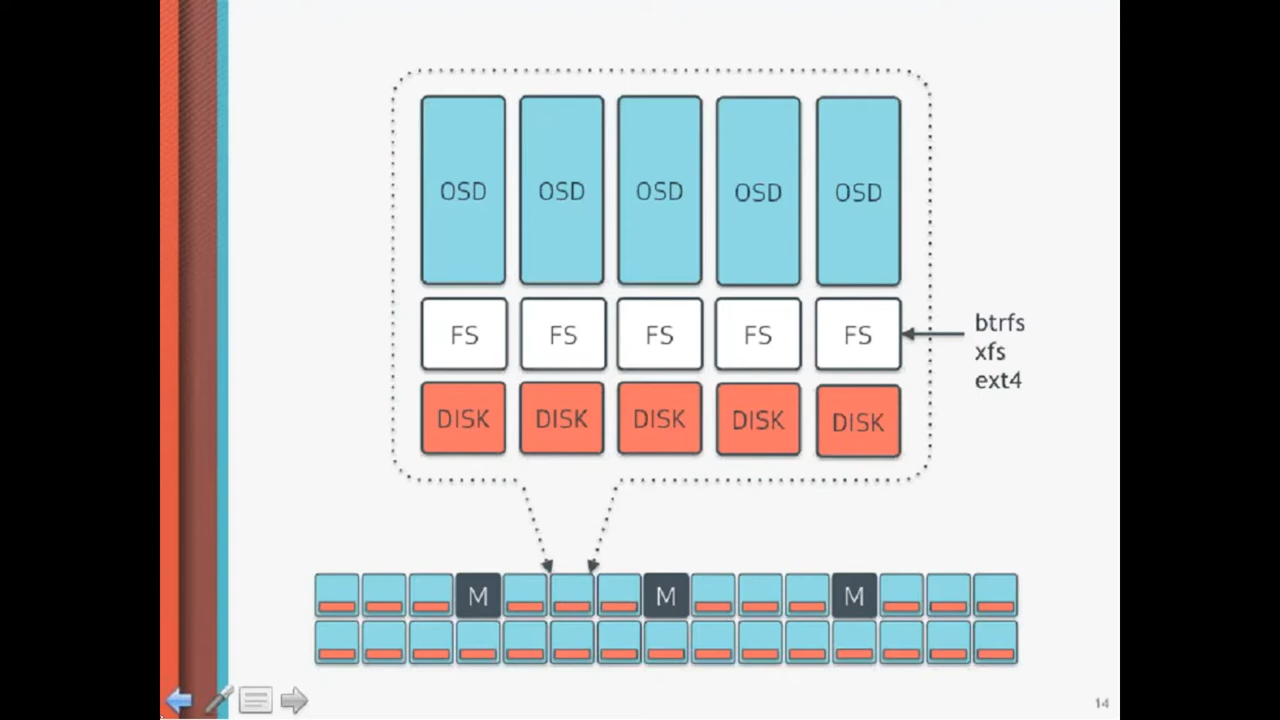 OSD OSD OSD OSD OSD
FS FS FS FS FS
btrfs
xfs
ext4
DISK DISK DISK DISK DISK
M M M
14